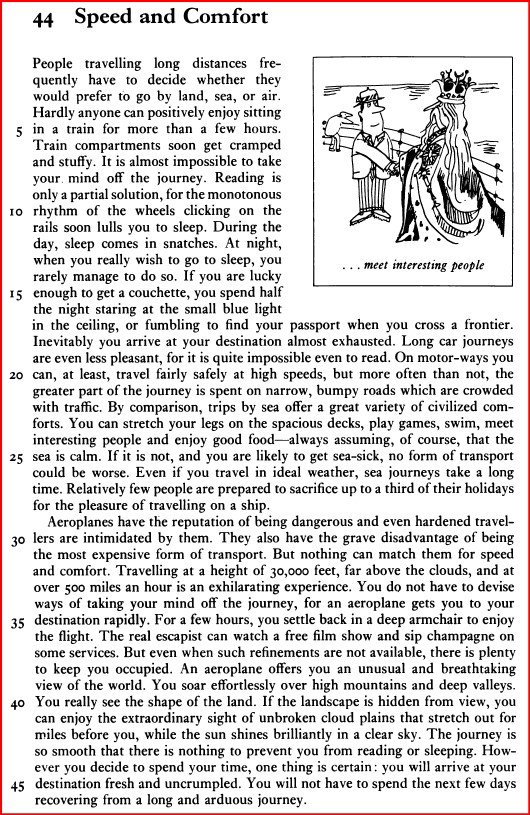 44 Speed and Comfort
People travelling long distances fre-
quently have to decide whether they
would prefer to go by land, sea, or air.
Hardly anyone can positively enjoy sitting
5 in a train for more than a few hours.
Train compartments soon get cramped
and stuffy. It is almost impossible to take
your mind off the journey. Reading is
only a partial solution, for the monotonous
10 rhythm of the wheels clicking on the
rails soon lulls you to sleep. During the
day, sleep comes in snatches. At night,
when you really wish to go to sleep, you
rarely manage to do so. If you are lucky
15 enough to get a couchette, you spend half
the night staring at the small blue light
... meet interesting people
in the ceiling, or fumbling to find your passport when you cross a frontier.
Inevitably you arrive at your destination almost exhausted. Long car journeys
are even less pleasant, for it is quite impossible even to read. On motor-ways you
20 can, at least, travel fairly safely at high speeds, but more often than not, the
greater part of the journey is spent on narrow, bumpy roads which are crowded
with traffic. By comparison, trips by sea offer a great variety of civilized com-
forts. You can stretch your legs on the spacious decks, play games, swim, meet
interesting people and enjoy good food—always assuming, of course, that the
25 sea is calm. If it is not, and you are likely to get sea-sick, no form of transport
could be worse. Even if you travel in ideal weather, sea journeys take a long
time. Relatively few people are prepared to sacrifice up to a third of their holidays
for the pleasure of travelling on a ship.
Aeroplanes have the reputation of being dangerous and even hardened travel-
30 lers are intimidated by them. They also have the grave disadvantage of being
the most expensive form of transport. But nothing can match them for speed
and comfort. Travelling at a height of 30,000 feet, far above the clouds, and at
over 500 miles an hour is an exhilarating experience. You do not have to devise
ways of taking your mind off the journey, for an aeroplane gets you to your
35 destination rapidly. For a few hours, you settle back in a deep armchair to enjoy
the flight. The real escapist can watch a free film show and sip champagne on
some services. But even when such refinements are not available, there is plenty
to keep you occupied. An aeroplane offers you an unusual and breathtaking
view of the world. You soar effortlessly over high mountains and deep valleys.
40 You really see the shape of the land. If the landscape is hidden from view, you
can enjoy the extraordinary sight of unbroken cloud plains that stretch out for
miles before you, while the sun shines brilliantly in a clear sky. The journey is
so smooth that there is nothing to prevent you from reading or sleeping. How-
ever you decide to spend your time, one thing is certain: you will arrive at your
45 destination fresh and uncrumpled. You will not have to spend the next few days
recovering from a long and arduous journey.